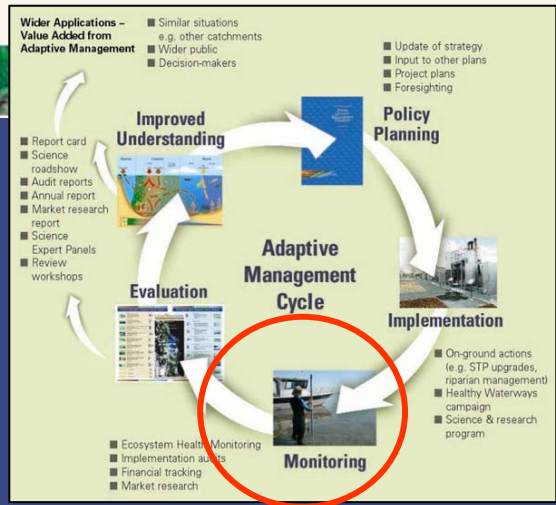 Wider Applications –
Value Added from
Adaptive Management
■ Similar situations
e.g. other catchments
■ Wider public
■ Decision-makers
■ Update of strategy
■ Input to other plans
■ Project plans
■ Foresighting
Improved
Understanding
Policy
Planning
■ Report card
■ Science
roadshow
■ Audit reports
■ Annual report
■ Market research
report
■ Science
Expert Panels
■ Review
workshops
Adaptive
Management
Cycle
Evaluation
Implementation
■ On-ground actions
(e.g. STP upgrades,
riparian management)
■ Healthy Waterways
campaign
■ Science & research
program
■ Ecosystem Health Monitoring
■ Implementation audits
■ Financial tracking
■ Market research
Monitoring